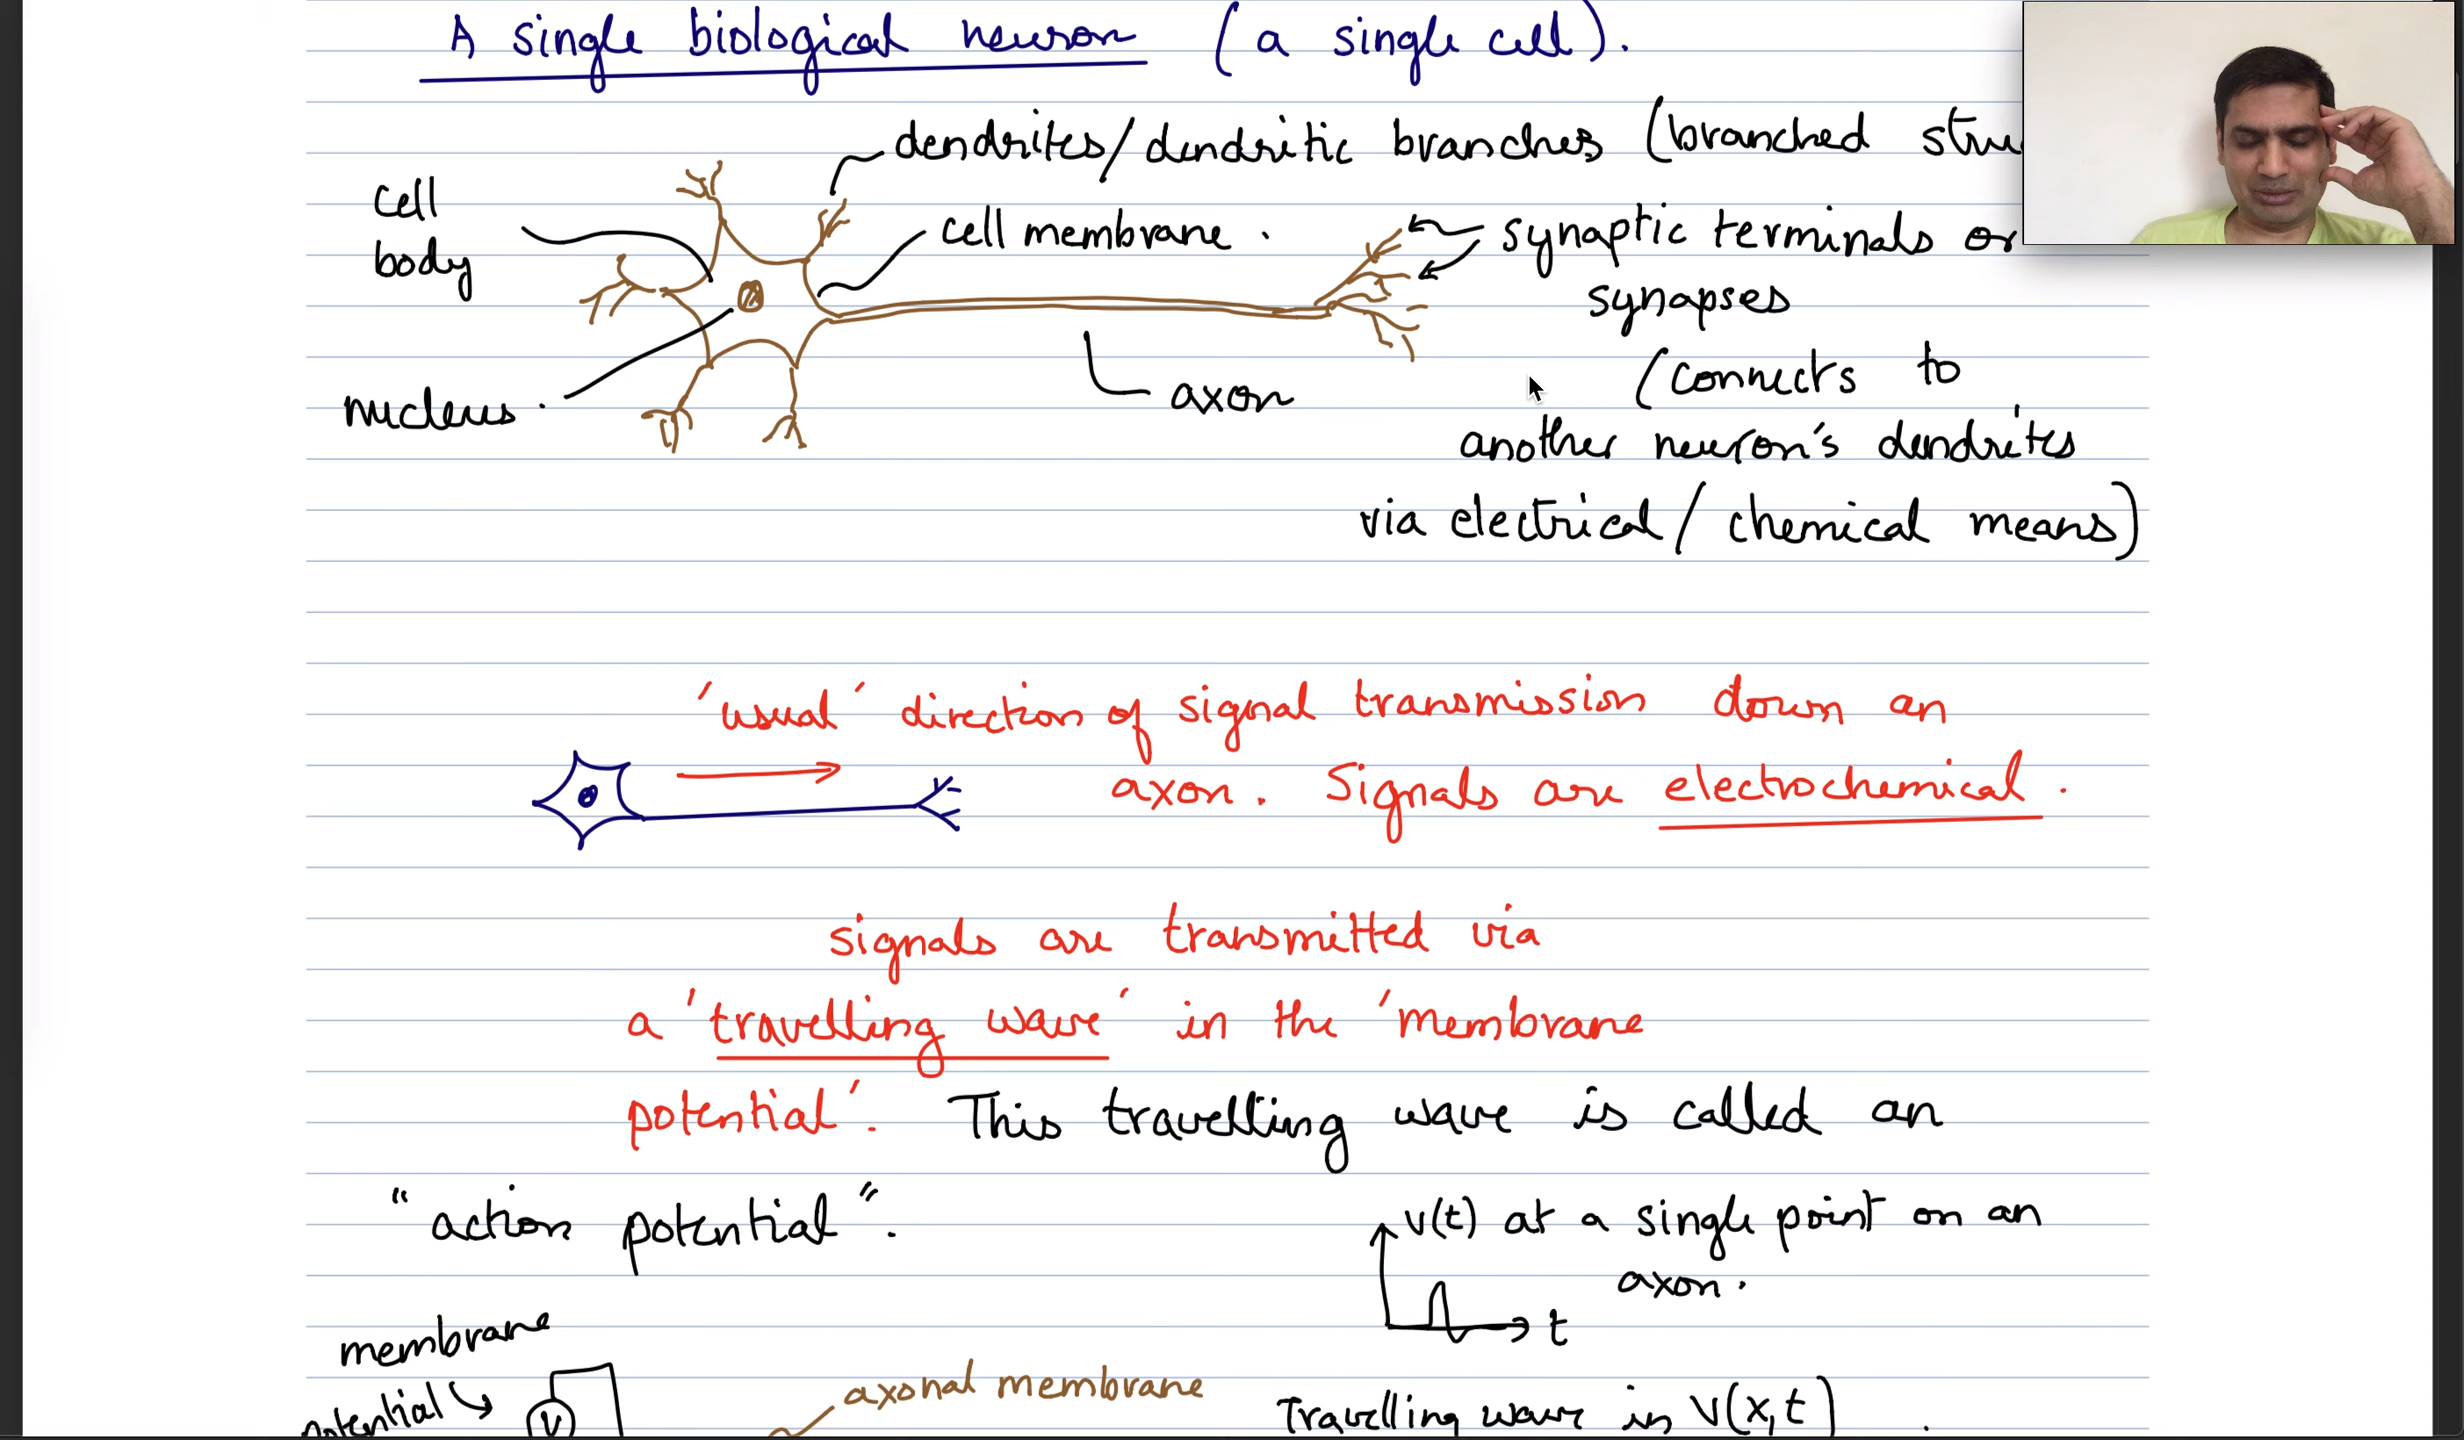 A single biological neuron (a single cell).
dendrites/dendritic branches (branched
cell body
cell membrane.
synaptic terminals or
synapses
(connects to
nucleus.
axon
another neuron's dendrites
via electrical/chemical means)
'usual' direction of signal transmission down an
axon. Signals are electrochemical.
signals are transmitted via
a 'travelling wave' in the 'membrane
potential'. This travelling wave is called an
"action potential".
V(t) at a single point on an
axon.
t
membrane
potential
V
axonal membrane
Travelling wave in V(x,t)